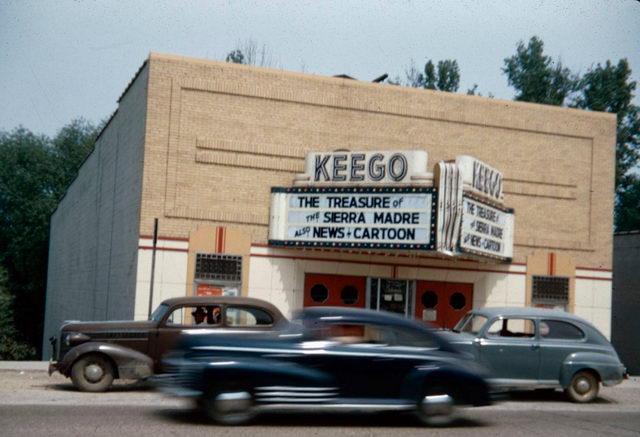 KEEGO
THE TREASURE of
THE SIERRA MADRE
ALSO NEWS + CARTOON
KEEGO
THE TREASURE of
THE SIERRA MADRE
ALSO NEWS + CARTOON